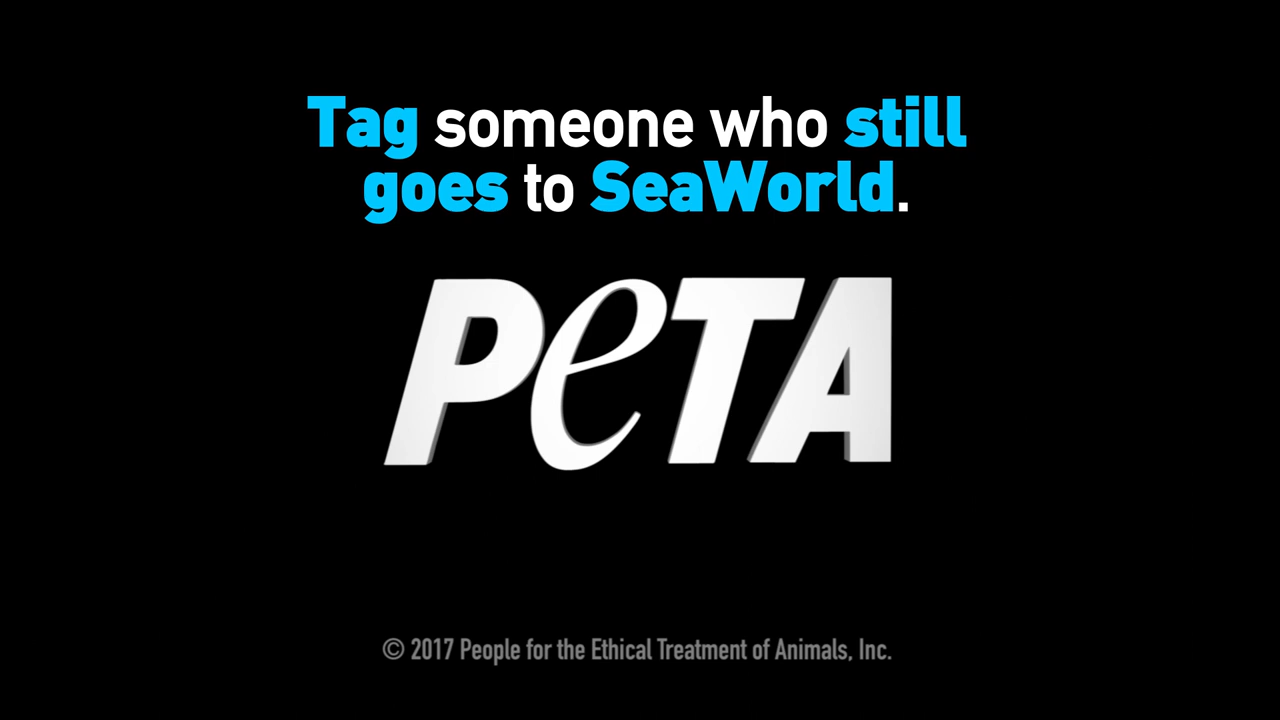 Tag someone who still
goes to SeaWorld.
PeTA
© 2017 People for the Ethical Treatment of Animals, Inc.